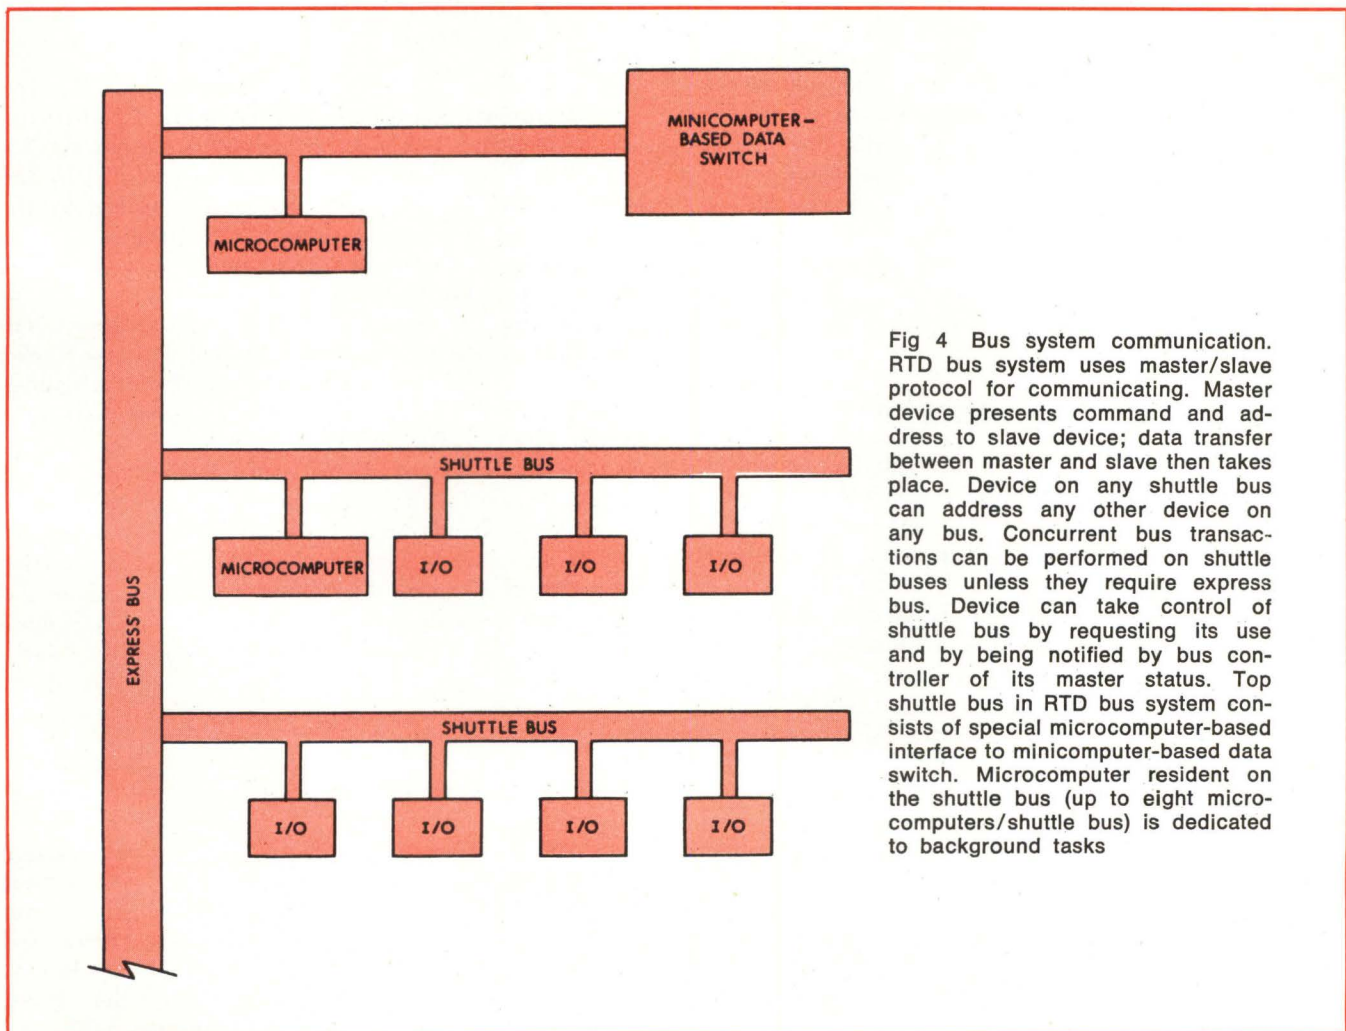 MINICOMPUTER-
BASED DATA
SWITCH
MICROCOMPUTER
SHUTTLE BUS
MICROCOMPUTER
I/O
I/O
I/O
EXPRESS BUS
SHUTTLE BUS
I/O
I/O
I/O
I/O
Fig 4 Bus system communication.
RTD bus system uses master/slave
protocol for communicating. Master
device presents command and ad-
dress to slave device; data transfer
between master and slave then takes
place. Device on any shuttle bus
can address any other device on
any bus. Concurrent bus transac-
tions can be performed on shuttle
buses unless they require express
bus. Device can take control of
shuttle bus by requesting its use
and by being notified by bus con-
troller of its master status. Top
shuttle bus in RTD bus system con-
sists of special microcomputer-based
interface to minicomputer-based data
switch. Microcomputer resident on
the shuttle bus (up to eight micro-
computers/shuttle bus) is dedicated
to background tasks